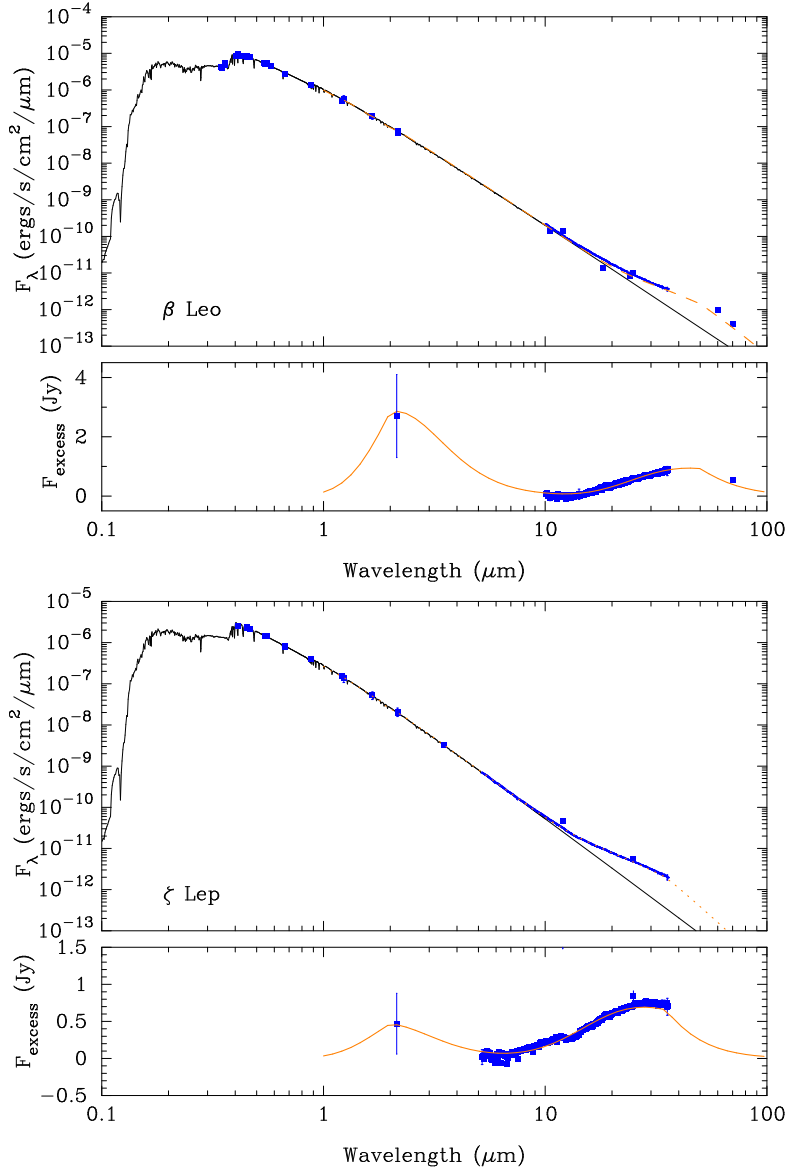 10⁻⁵
10⁻⁶
10⁻⁷
10⁻⁸
10⁻⁹
10⁻¹⁰
10⁻¹¹
10⁻¹²
10⁻¹³
F_λ (ergs/s/cm²/μm)
β Leo
4
2
0
F_excess (Jy)
0.1 1 10 100
Wavelength (μm)
10⁻⁵
10⁻⁶
10⁻⁷
10⁻⁸
10⁻⁹
10⁻¹⁰
10⁻¹¹
10⁻¹²
10⁻¹³
F_λ (ergs/s/cm²/μm)
ζ Lep
1.5
1
0.5
0
−0.5
F_excess (Jy)
0.1 1 10 100
Wavelength (μm)